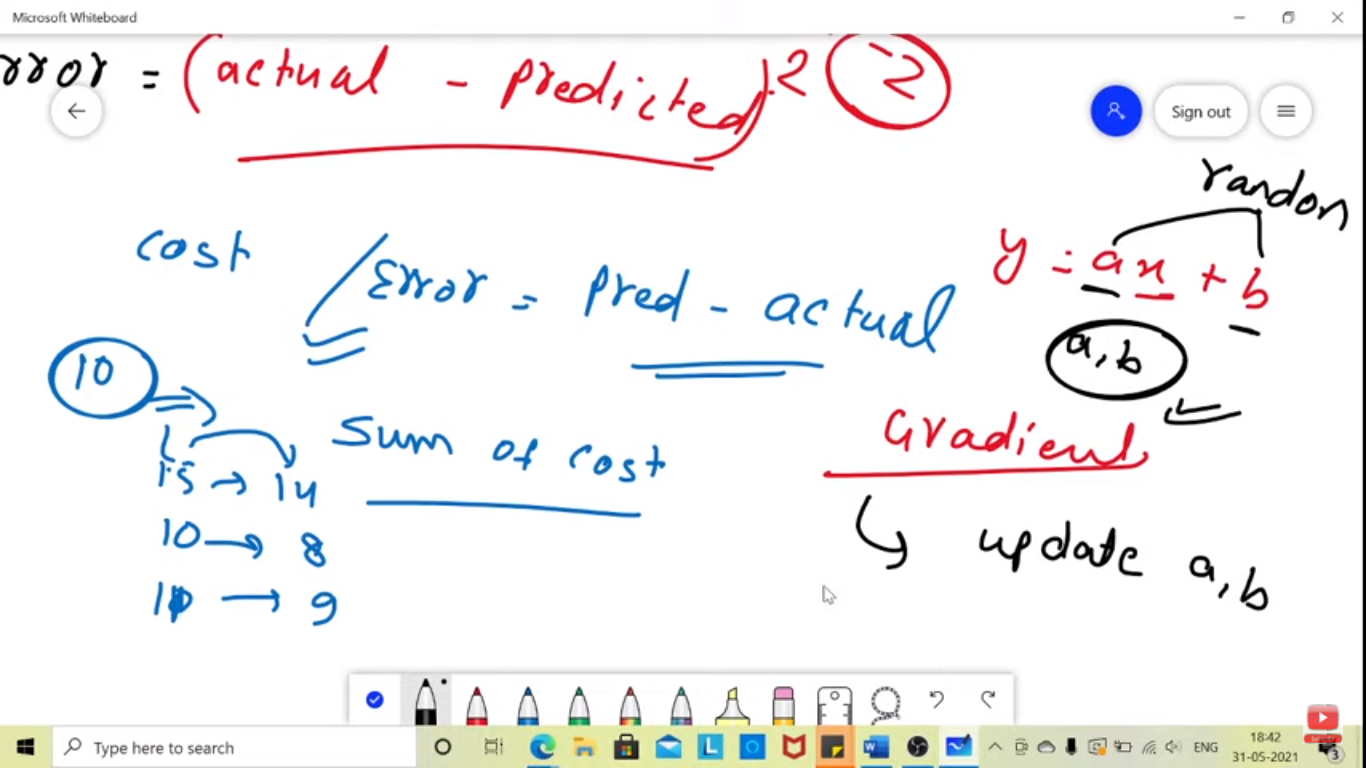 Microsoft Whiteboard
rror = (actual - predicted)2 -2
Sign out
random
y = ax + b
cost / Error = pred - actual
a, b
10
Gradient
Sum of cost
15 → 14
10 → 8
→ 9
update a, b
Type here to search
ENG
18:42
31-05-2021
3